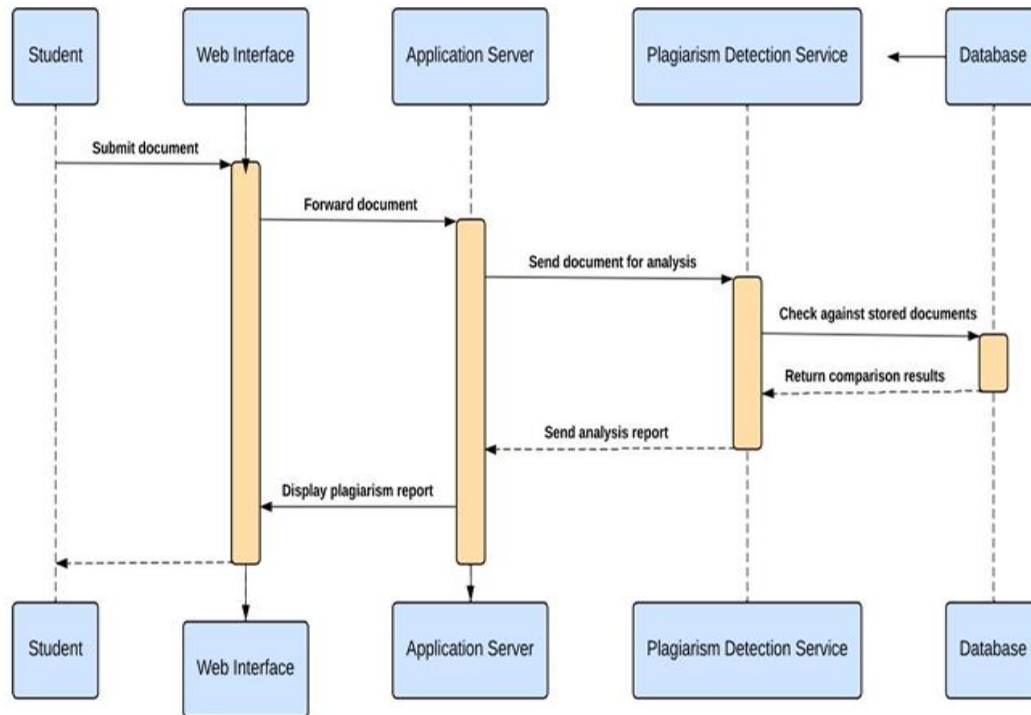 Student
Web Interface
Application Server
Plagiarism Detection Service
Database
Submit document
Forward document
Send document for analysis
Check against stored documents
Return comparison results
Send analysis report
Display plagiarism report
Student
Web Interface
Application Server
Plagiarism Detection Service
Database